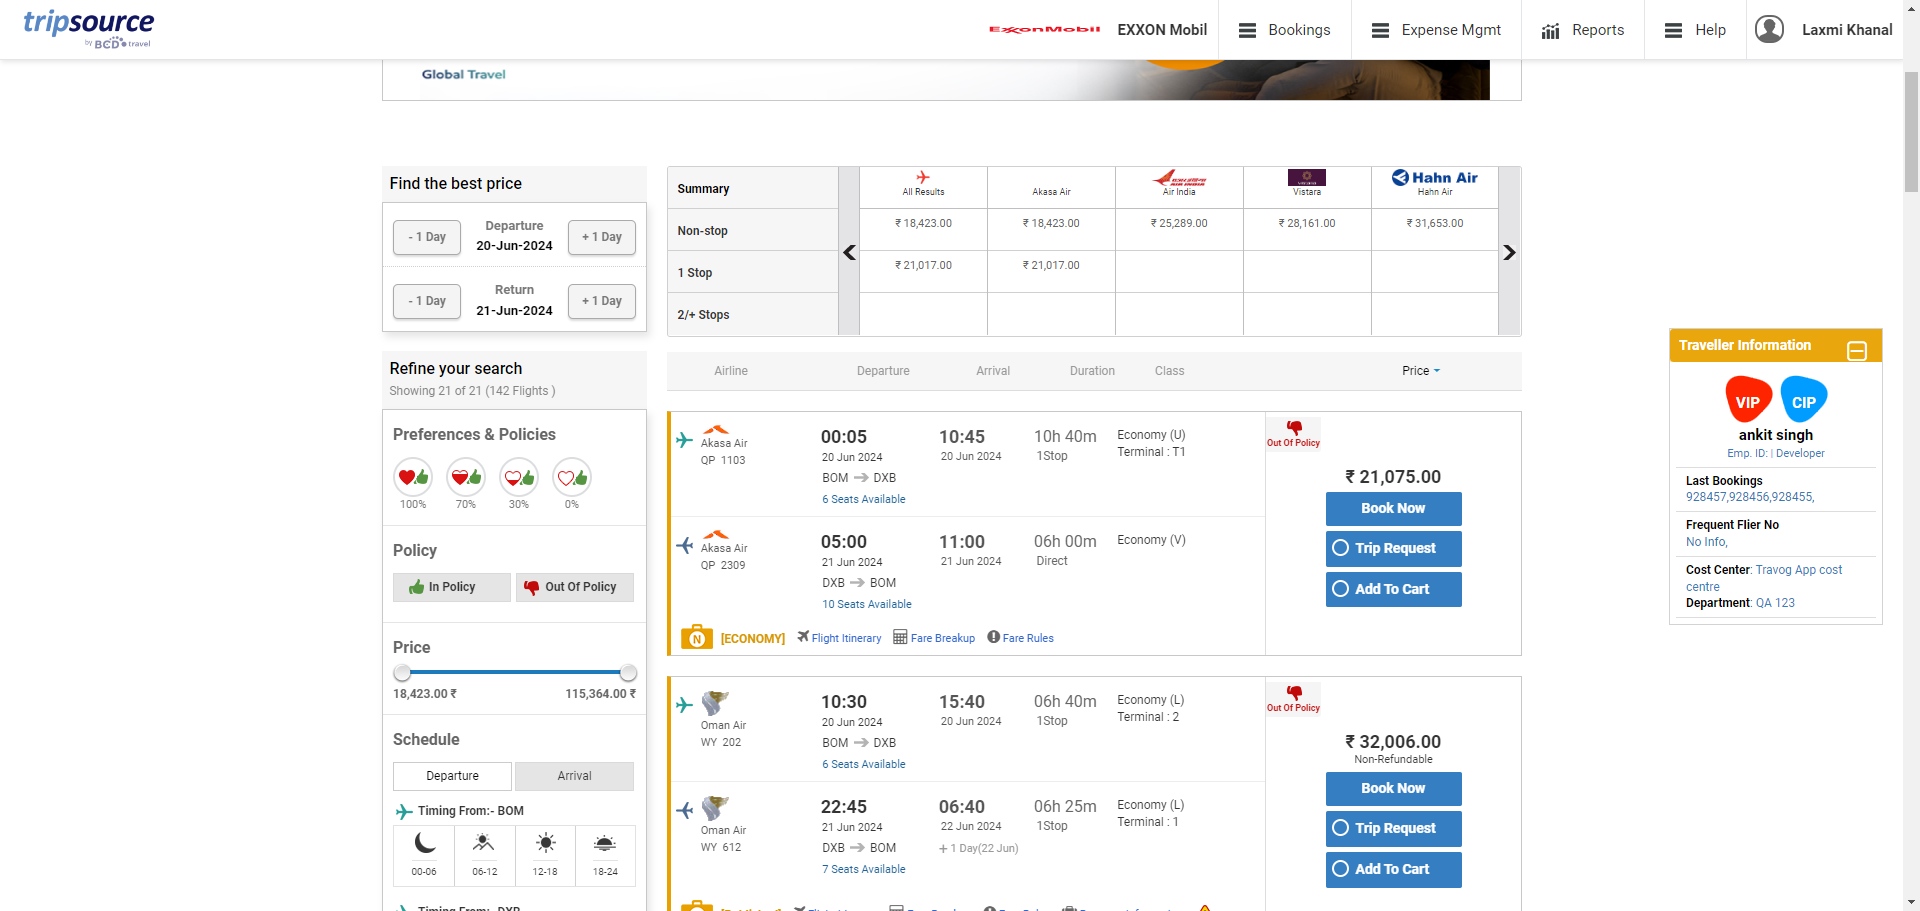 tripsource
by BCD travel
ExxonMobil
EXXON Mobil
Bookings
Expense Mgmt
Reports
Help
Laxmi Khanal
Global Travel
Find the best price
- 1 Day
Departure
20-Jun-2024
+ 1 Day
- 1 Day
Return
21-Jun-2024
+ 1 Day
Summary
All Results
Akasa Air
AIR INDIA
Air India
Vistara
Hahn Air
Hahn Air
Non-stop
₹ 18,423.00
₹ 18,423.00
₹ 25,289.00
₹ 28,161.00
₹ 31,653.00
1 Stop
₹ 21,017.00
₹ 21,017.00
2/+ Stops
Refine your search
Showing 21 of 21 (142 Flights )
Preferences & Policies
100%
70%
30%
0%
Policy
In Policy
Out Of Policy
Price
18,423.00 ₹
115,364.00 ₹
Schedule
Departure
Arrival
Timing From:- BOM
00-06
06-12
12-18
18-24
Timing From:- DXB
Airline
Departure
Arrival
Duration
Class
Price
Akasa Air
QP 1103
00:05
20 Jun 2024
BOM DXB
6 Seats Available
10:45
20 Jun 2024
10h 40m
1Stop
Economy (U)
Terminal : T1
Akasa Air
QP 2309
05:00
21 Jun 2024
DXB BOM
10 Seats Available
11:00
21 Jun 2024
06h 00m
Direct
Economy (V)
N
[ECONOMY]
Flight Itinerary
Fare Breakup
Fare Rules
Out Of Policy
₹ 21,075.00
Book Now
Trip Request
Add To Cart
Oman Air
WY 202
10:30
20 Jun 2024
BOM DXB
6 Seats Available
15:40
20 Jun 2024
06h 40m
1Stop
Economy (L)
Terminal : 2
Oman Air
WY 612
22:45
21 Jun 2024
DXB BOM
7 Seats Available
06:40
22 Jun 2024
+ 1 Day(22 Jun)
06h 25m
1Stop
Economy (L)
Terminal : 1
Out Of Policy
₹ 32,006.00
Non-Refundable
Book Now
Trip Request
Add To Cart
Traveller Information
VIP
CIP
ankit singh
Emp. ID: | Developer
Last Bookings
928457,928456,928455,
Frequent Flier No
No Info,
Cost Center: Travog App cost
centre
Department: QA 123